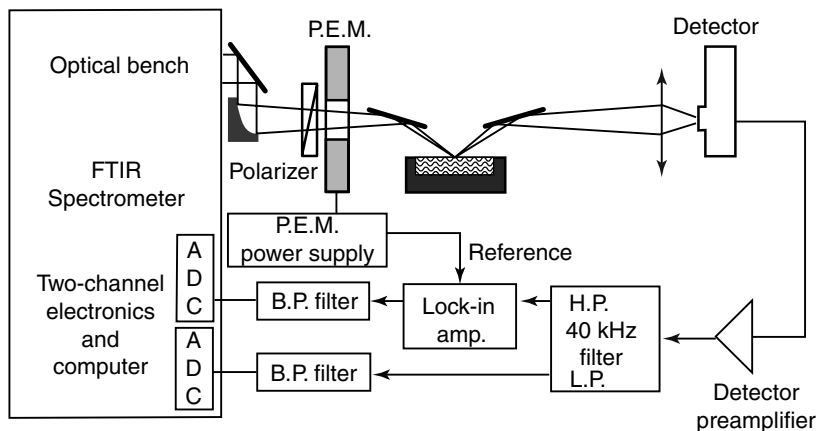 P.E.M.
Detector
Optical bench
Polarizer
FTIR
Spectrometer
P.E.M.
power supply
Reference
A
D
C
Two-channel
electronics
and
computer
B.P. filter
Lock-in
amp.
H.P.
40 kHz
filter
L.P.
A
D
C
B.P. filter
Detector
preamplifier